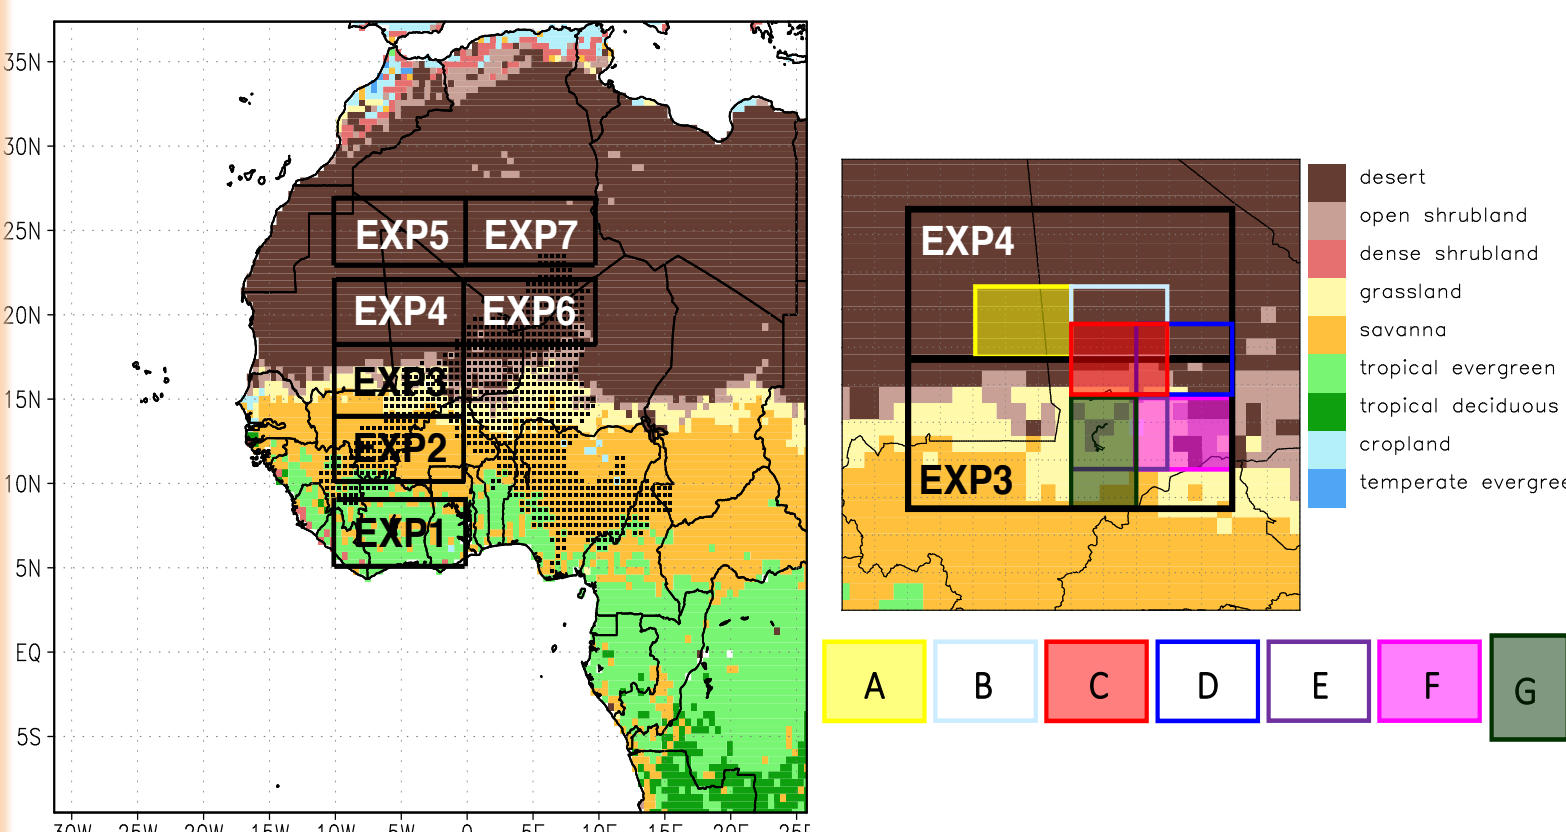 35N
30N
25N
20N
15N
10N
5N
EQ
5S
30W 25W 20W 15W 10W 5W 0 5E 10E 15E 20E 25E
EXP5 EXP7
EXP4 EXP6
EXP3
EXP2
EXP1
EXP4
EXP3
desert
open shrubland
dense shrubland
grassland
savanna
tropical evergreen
tropical deciduous
cropland
temperate evergree
A B C D E F G